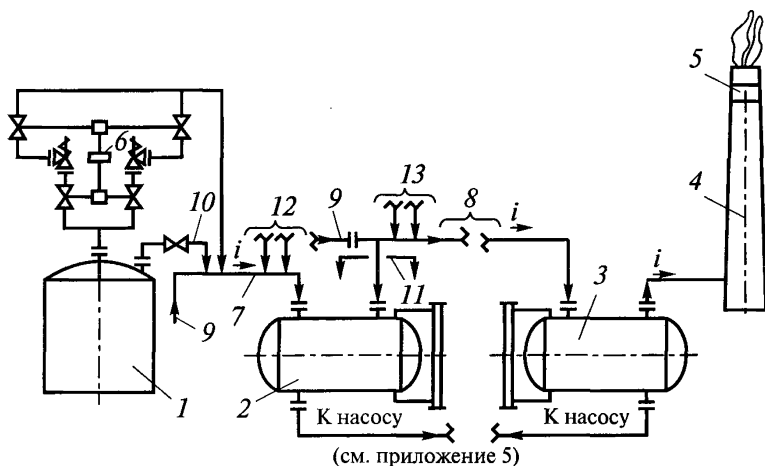 5
6
13
4
9
8
10
12
i
i
i
i
11
3
7
9
1
2
К насосу
К насосу
(см. приложение 5)